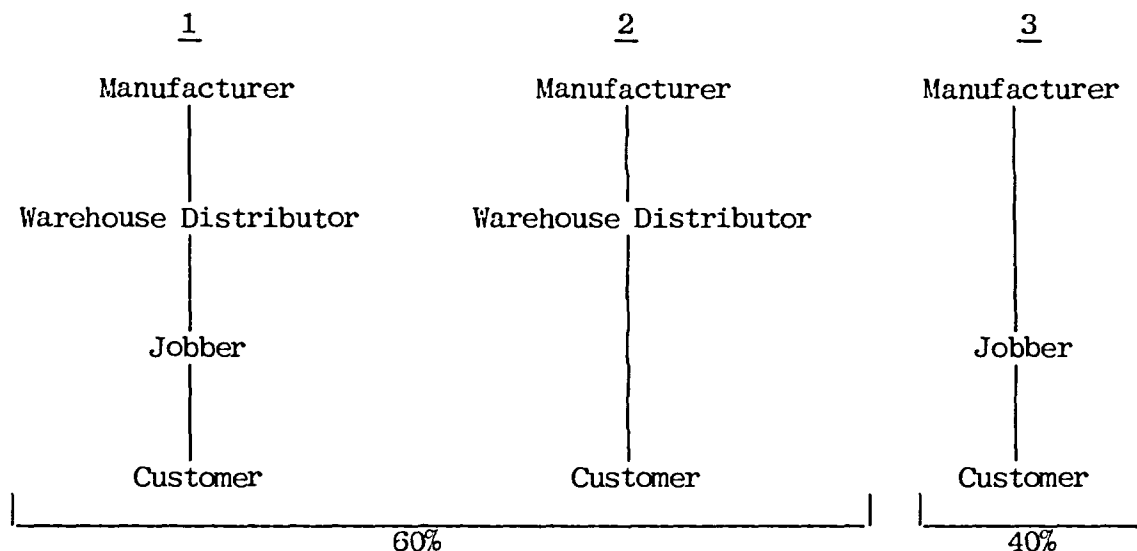 1 2 3
Manufacturer Manufacturer Manufacturer
Warehouse Distributor Warehouse Distributor
Jobber Jobber
Customer Customer Customer
60% 40%